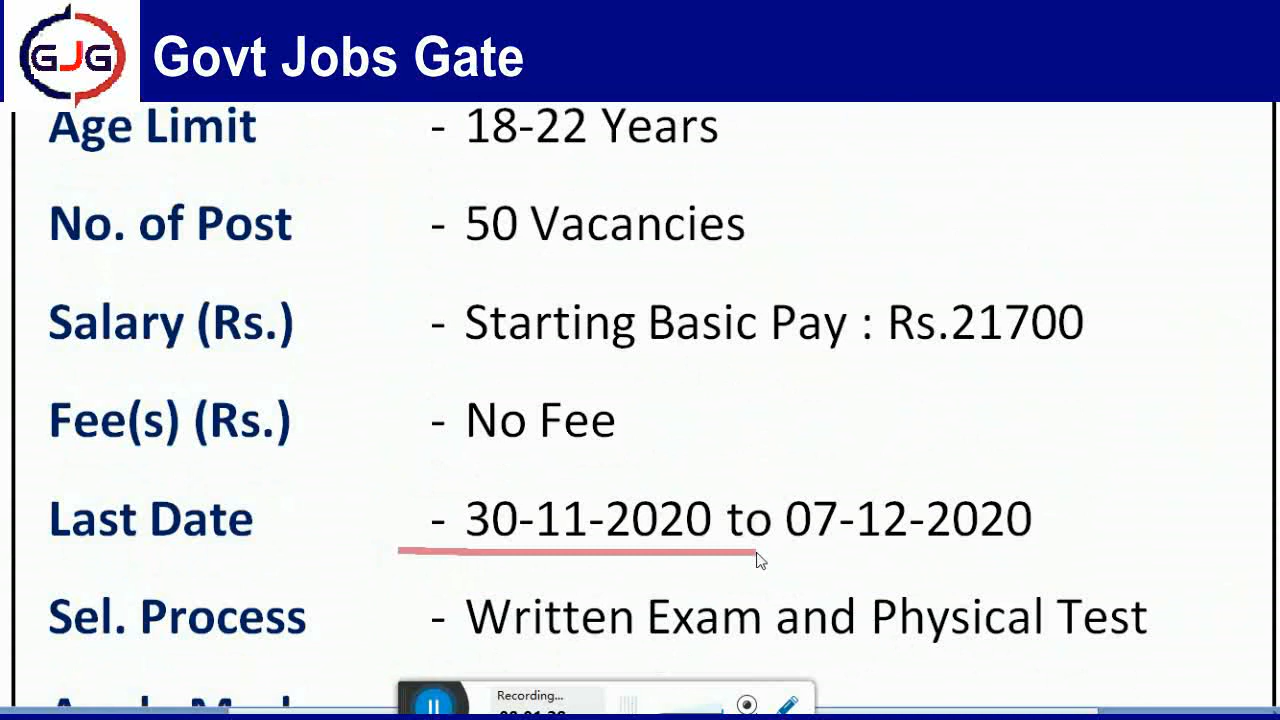 GJG Govt Jobs Gate
Age Limit - 18-22 Years
No. of Post - 50 Vacancies
Salary (Rs.) - Starting Basic Pay : Rs.21700
Fee(s) (Rs.) - No Fee
Last Date - 30-11-2020 to 07-12-2020
Sel. Process - Written Exam and Physical Test
Recording...